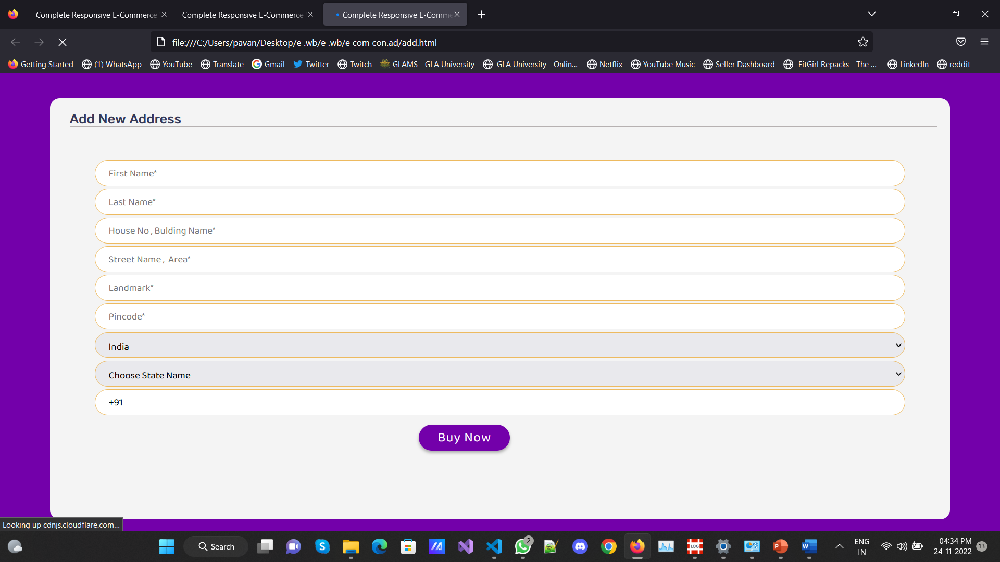 Complete Responsive E-Commerce
Complete Responsive E-Commerce
Complete Responsive E-Comme
file:///C:/Users/pavan/Desktop/e .wb/e .wb/e com con.ad/add.html
Getting Started
(1) WhatsApp
YouTube
Translate
Gmail
Twitter
Twitch
GLAMS - GLA University
GLA University - Onlin...
Netflix
YouTube Music
Seller Dashboard
FitGirl Repacks - The ...
LinkedIn
reddit
Add New Address
First Name*
Last Name*
House No , Bulding Name*
Street Name , Area*
Landmark*
Pincode*
India
Choose State Name
+91
Buy Now
Looking up cdnjs.cloudflare.com...
Search
2
LOG
ENG
IN
04:34 PM
24-11-2022
13